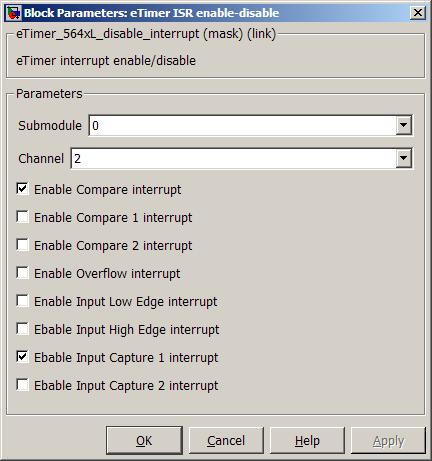 Block Parameters: eTimer ISR enable-disable
eTimer_564xL_disable_interrupt (mask) (link)
eTimer interrupt enable/disable
Parameters
Submodule 0
Channel 2
Enable Compare interrupt
Enable Compare 1 interrupt
Enable Compare 2 interrupt
Enable Overflow interrupt
Enable Input Low Edge interrupt
Enable Input High Edge interrupt
Ebable Input Capture 1 interrupt
Ebable Input Capture 2 interrupt
OK Cancel Help Apply